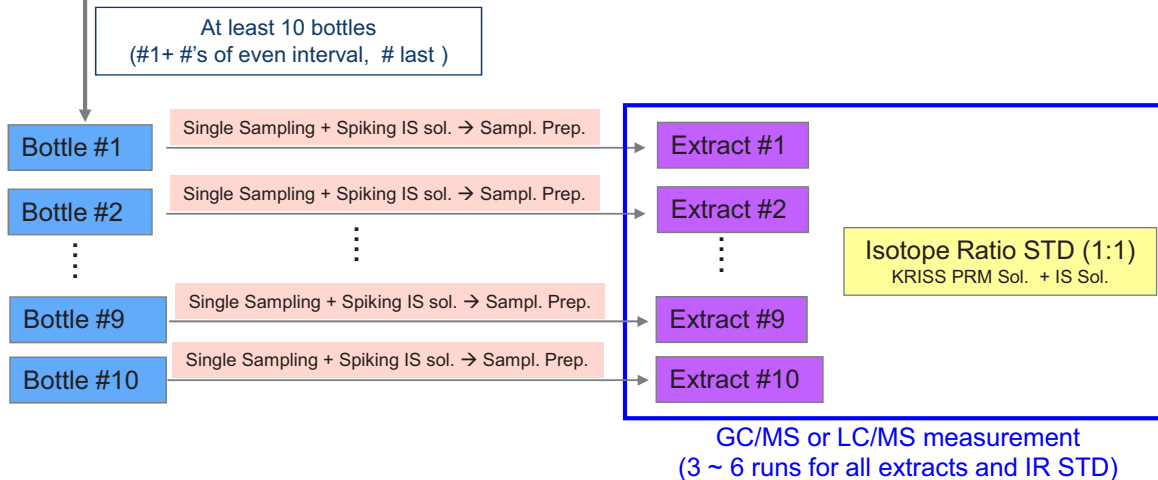 At least 10 bottles
(#1+ #'s of even interval, # last )
Bottle #1
Single Sampling + Spiking IS sol. → Sampl. Prep.
Extract #1
Bottle #2
Single Sampling + Spiking IS sol. → Sampl. Prep.
Extract #2
Isotope Ratio STD (1:1)
KRISS PRM Sol. + IS Sol.
Bottle #9
Single Sampling + Spiking IS sol. → Sampl. Prep.
Extract #9
Bottle #10
Single Sampling + Spiking IS sol. → Sampl. Prep.
Extract #10
GC/MS or LC/MS measurement
(3 ~ 6 runs for all extracts and IR STD)